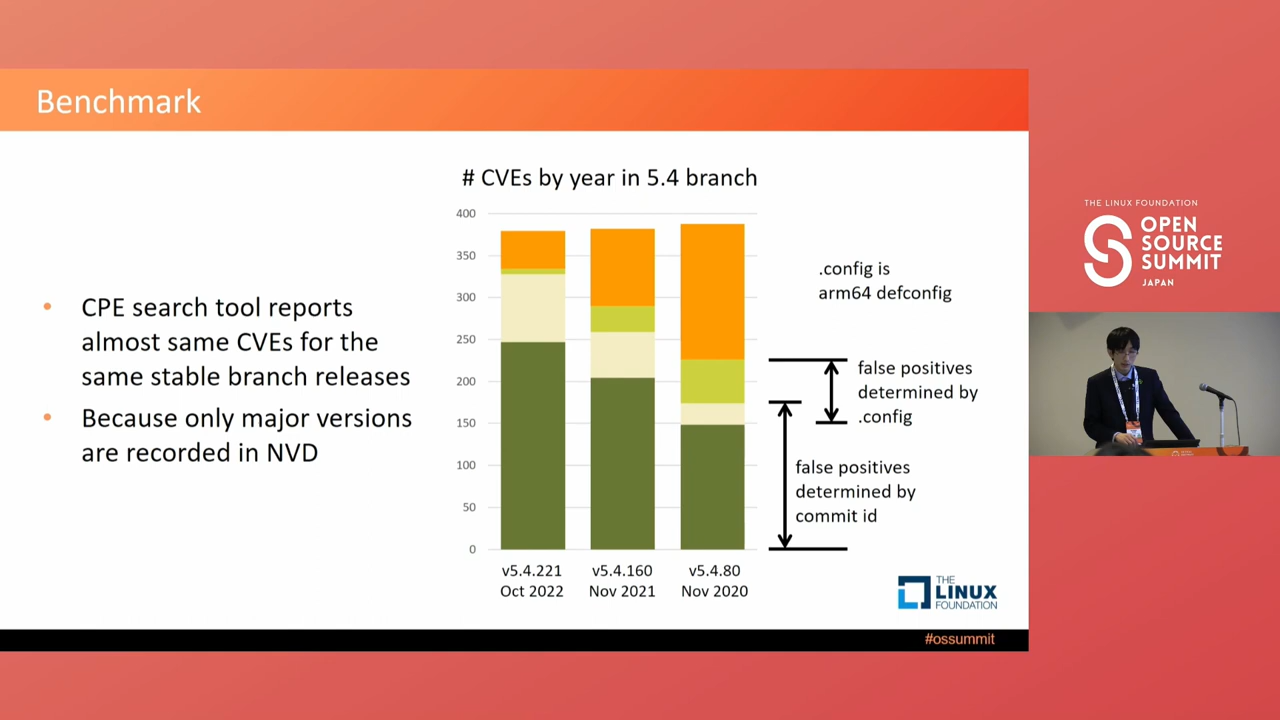 Benchmark
# CVEs by year in 5.4 branch
• CPE search tool reports
almost same CVEs for the
same stable branch releases
• Because only major versions
are recorded in NVD
400
350
300
250
200
150
100
50
0
v5.4.221
Oct 2022
v5.4.160
Nov 2021
v5.4.80
Nov 2020
.config is
arm64 defconfig
false positives
determined by
.config
false positives
determined by
commit id
THE
LINUX
FOUNDATION
#ossummit
THE LINUX FOUNDATION
OPEN
SOURCE
SUMMIT
JAPAN